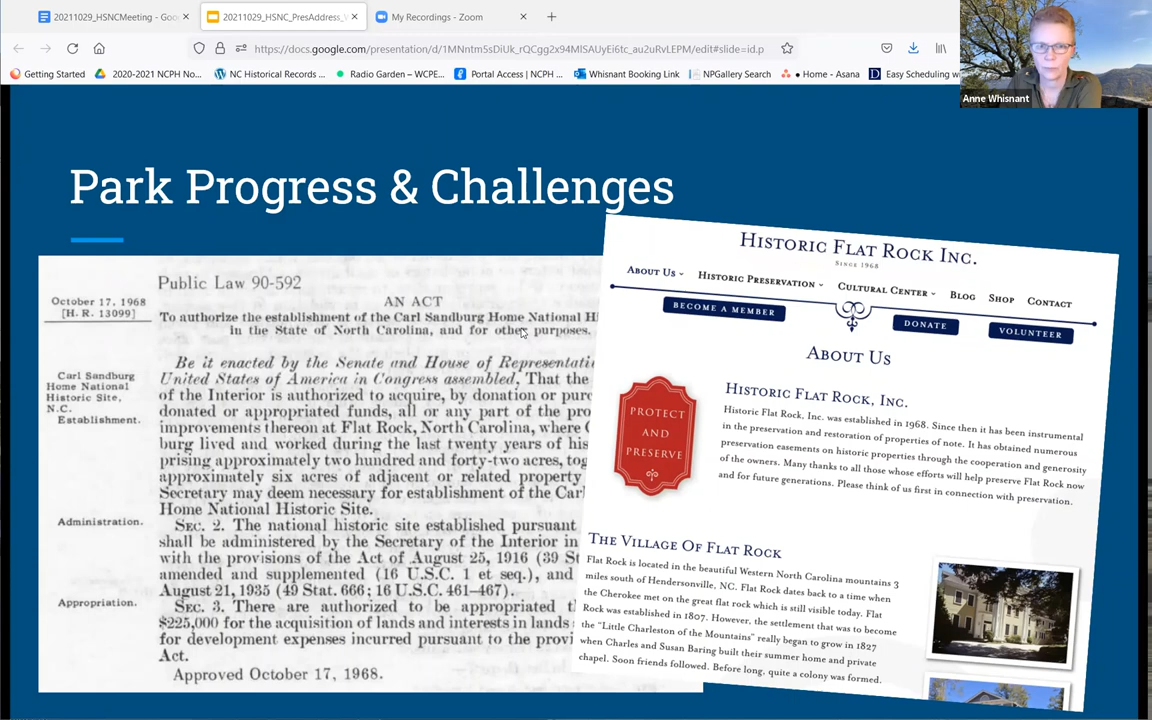 20211029_HSNCMeeting - Goo
20211029_HSNC_PresAddress_
My Recordings - Zoom
https://docs.google.com/presentation/d/1MNntm5sDiUk_rQCgg2x94MlSAUyEi6tc_au2uRvLEPM/edit#slide=id.p
Getting Started
2020-2021 NCPH No...
NC Historical Records ...
Radio Garden – WCPE...
Portal Access | NCPH ...
Whisnant Booking Link
NPGallery Search
• Home - Asana
Easy Scheduling w
Anne Whisnant
Park Progress & Challenges
Public Law 90-592
October 17, 1968
[H. R. 13099]
AN ACT
To authorize the establishment of the Carl Sandburg Home National H
in the State of North Carolina, and for other purposes.
Carl Sandburg
Home National
Historic Site,
N.C.
Establishment.
Be it enacted by the Senate and House of Representati
United States of America in Congress assembled, That the
of the Interior is authorized to acquire, by donation or purc
donated or appropriated funds, all or any part of the pro
improvements thereon at Flat Rock, North Carolina, where
burg lived and worked during the last twenty years of his
prising approximately two hundred and forty-two acres, tog
approximately six acres of adjacent or related property
Secretary may deem necessary for establishment of the Carl
Home National Historic Site.
Administration.
SEC. 2. The national historic site established pursuant
shall be administered by the Secretary of the Interior in
with the provisions of the Act of August 25, 1916 (39 St
amended and supplemented (16 U.S.C. 1 et seq.), and
August 21, 1935 (49 Stat. 666; 16 U.S.C. 461-467).
Appropriation.
SEC. 3. There are authorized to be appropriated
$225,000 for the acquisition of lands and interests in lands
for development expenses incurred pursuant to the provi
Act.
Approved October 17, 1968.
HISTORIC FLAT ROCK INC.
SINCE 1968
ABOUT US
HISTORIC PRESERVATION
CULTURAL CENTER
BLOG
SHOP
CONTACT
BECOME A MEMBER
DONATE
VOLUNTEER
ABOUT US
PROTECT
AND
PRESERVE
HISTORIC FLAT ROCK, INC.
Historic Flat Rock, Inc. was established in 1968. Since then it has been instrumental
in the preservation and restoration of properties of note. It has obtained numerous
preservation easements on historic properties through the cooperation and generosity
of the owners. Many thanks to all those whose efforts will help preserve Flat Rock now
and for future generations. Please think of us first in connection with preservation.
THE VILLAGE OF FLAT ROCK
Flat Rock is located in the beautiful Western North Carolina mountains 3
miles south of Hendersonville, NC. Flat Rock dates back to a time when
the Cherokee met on the great flat rock which is still visible today. Flat
Rock was established in 1807. However, the settlement that was to become
the "Little Charleston of the Mountains" really began to grow in 1827
when Charles and Susan Baring built their summer home and private
chapel. Soon friends followed. Before long, quite a colony was formed.